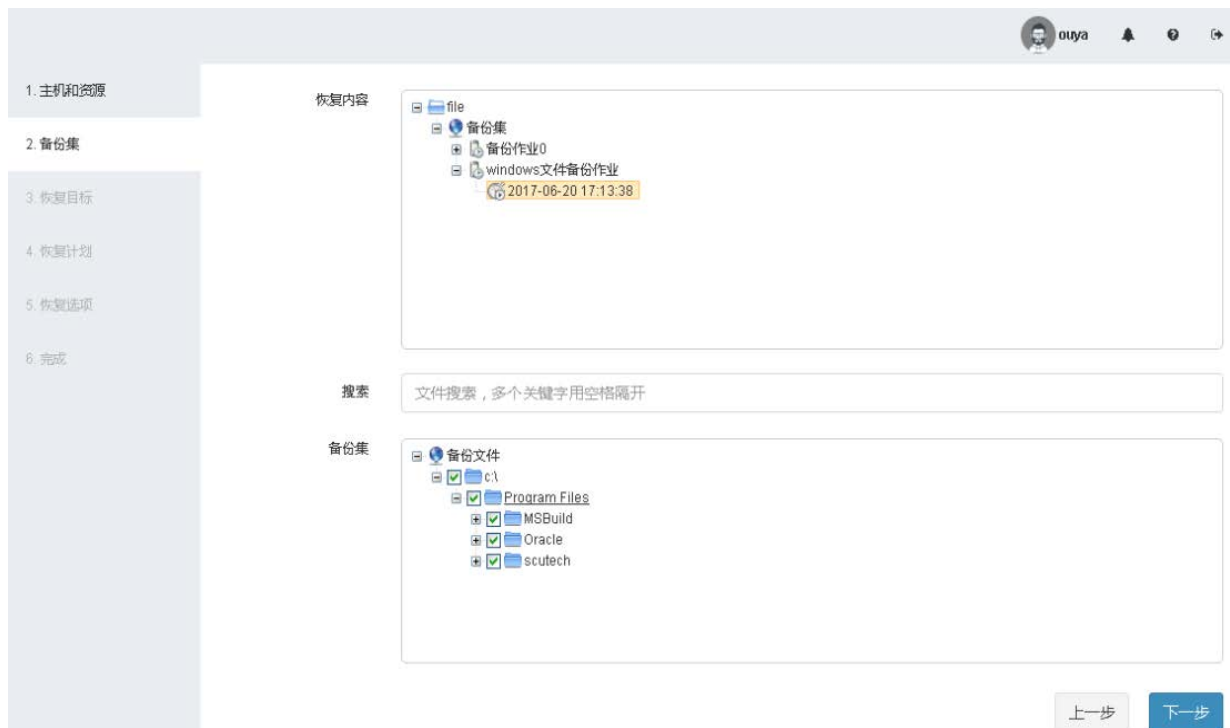 ouya
1. 主机和资源
2. 备份集
3. 恢复目标
4. 恢复计划
5. 恢复选项
6. 完成
恢复内容
file
备份集
备份作业0
windows文件备份作业
2017-06-20 17:13:38
搜索
文件搜索，多个关键字用空格隔开
备份集
备份文件
c:\
Program Files
MSBuild
Oracle
scutech
上一步
下一步